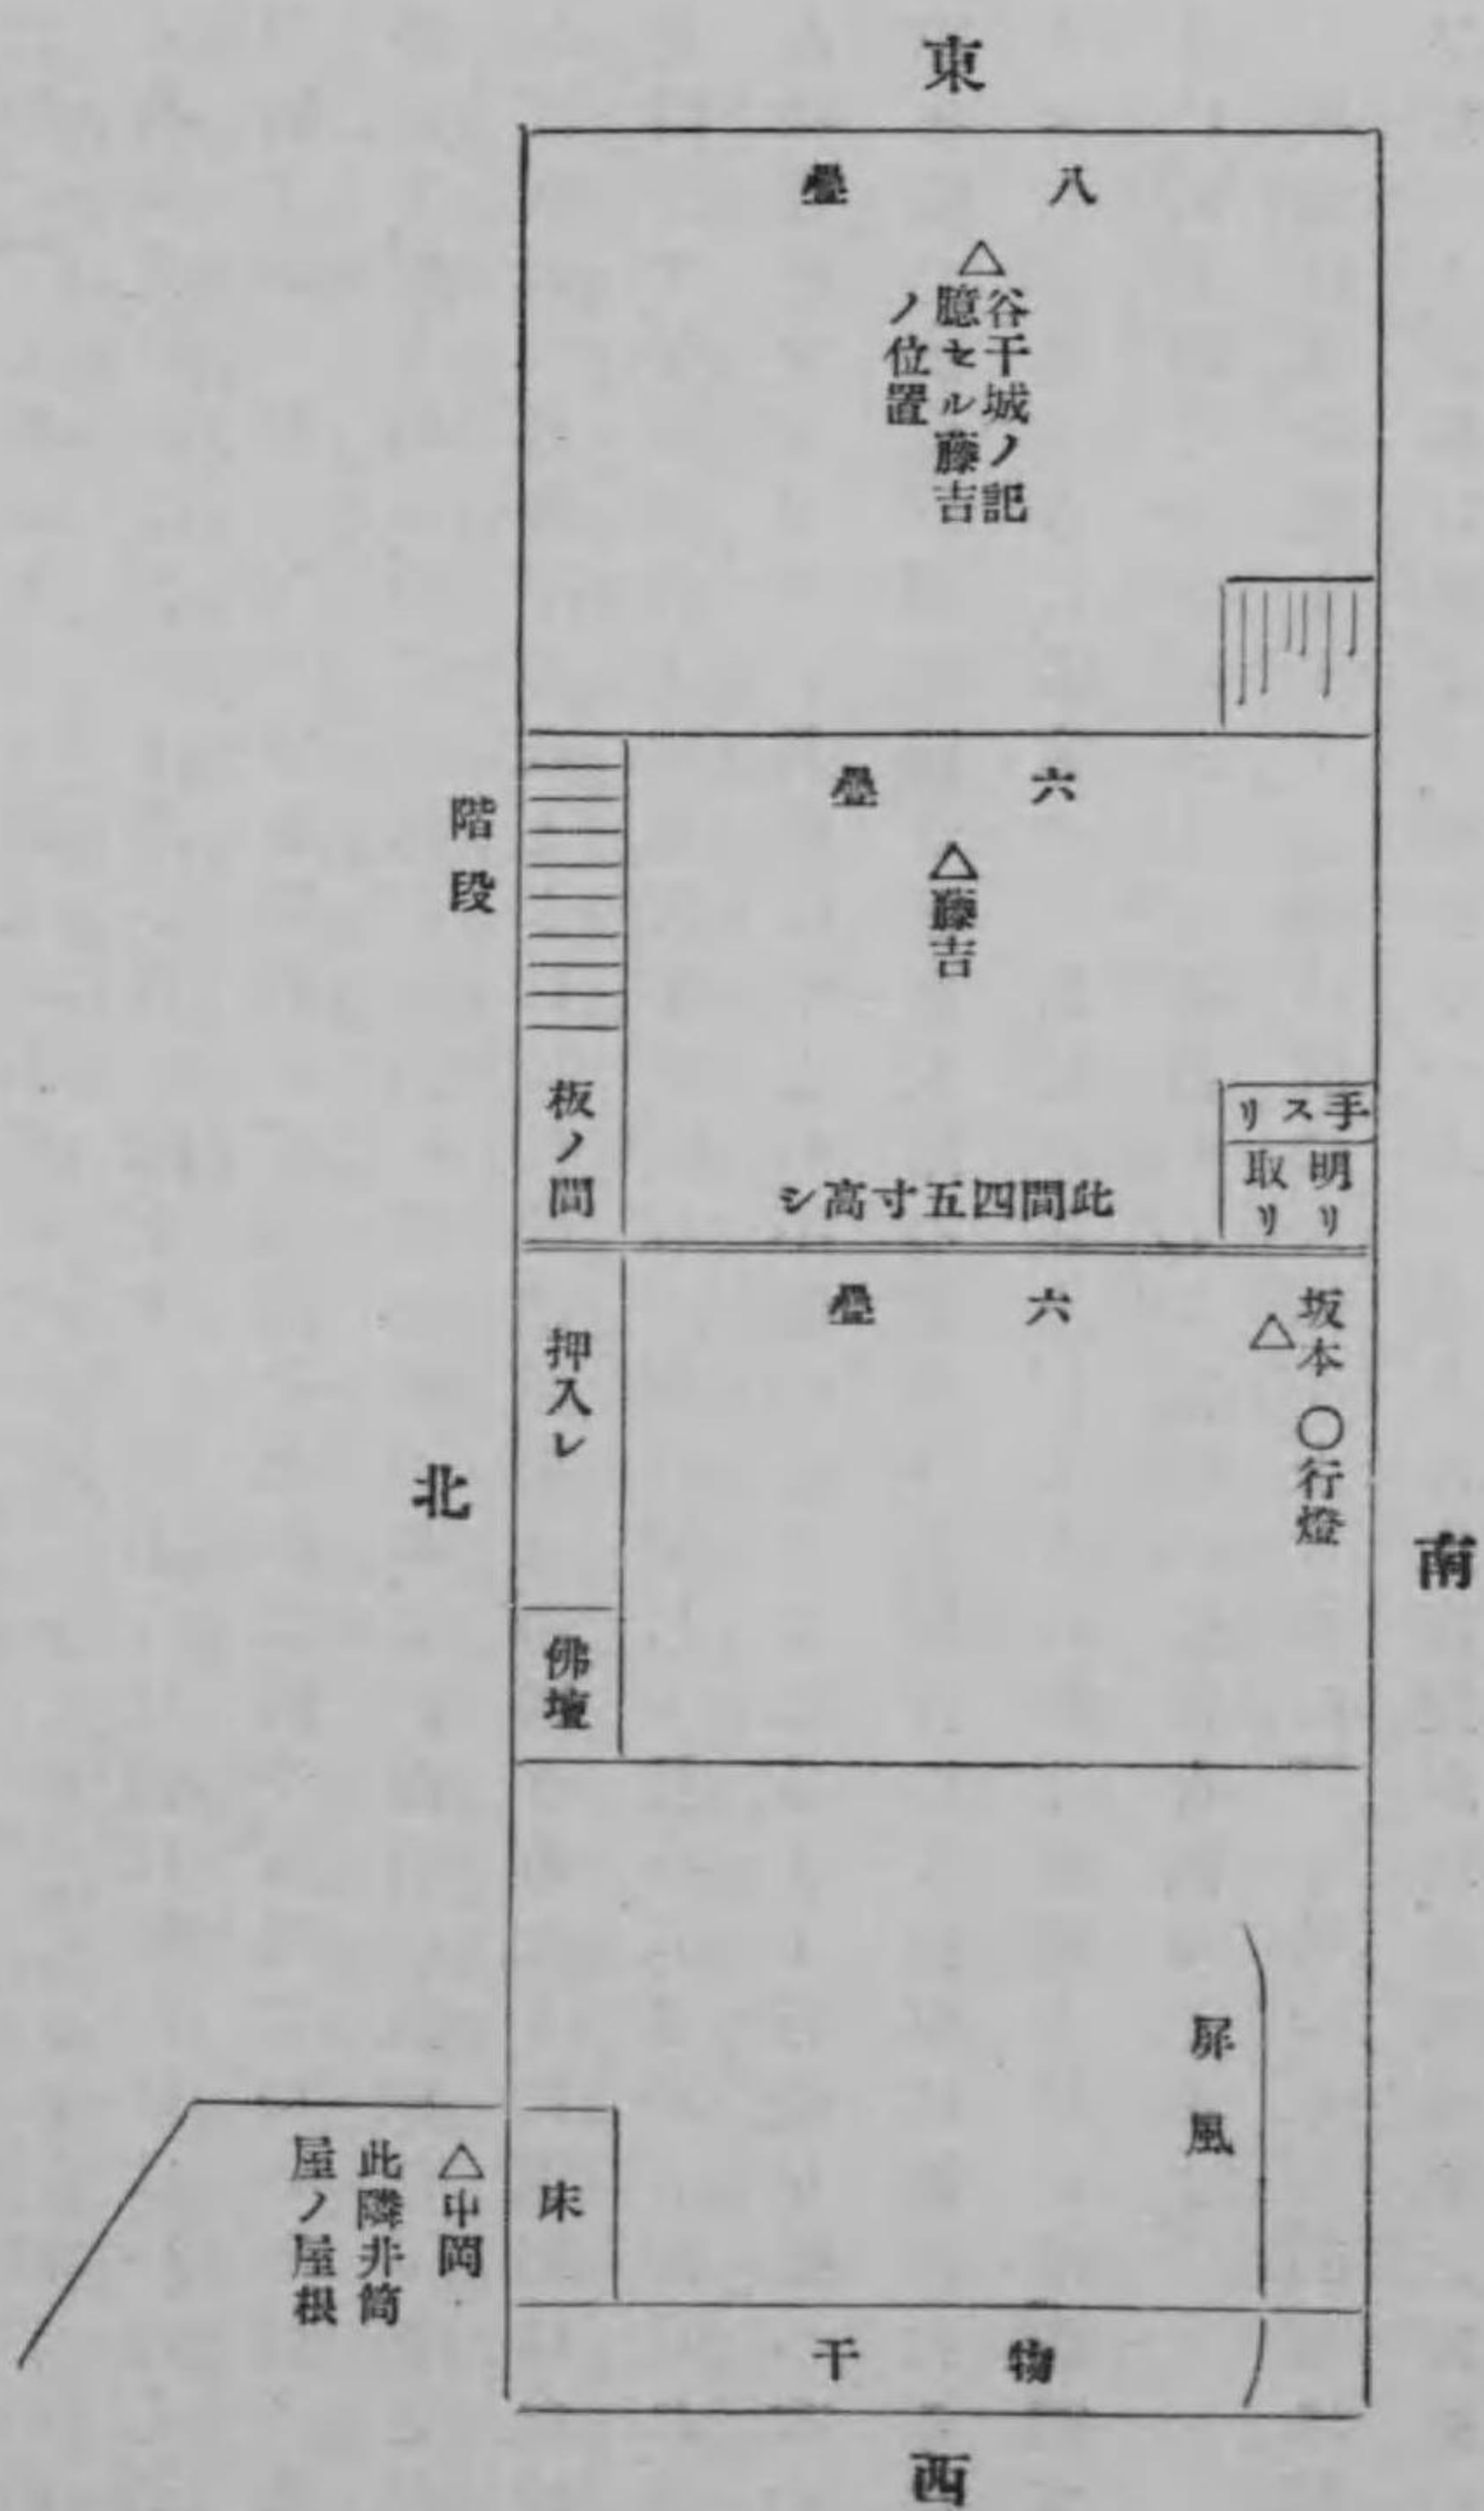 東
八疊
△谷干城ノ記
臆セル藤吉
ノ位置
階段
六疊
△藤吉
手スリ
明リ
取リ
板ノ間
此間四五寸高シ
六疊
坂本
△
○行燈
押入レ
佛壇
北
南
屏風
床
△中岡
此隣井筒
屋ノ屋根
物干
西